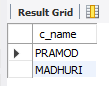 Result Grid
c_name
PRAMOD
MADHURI